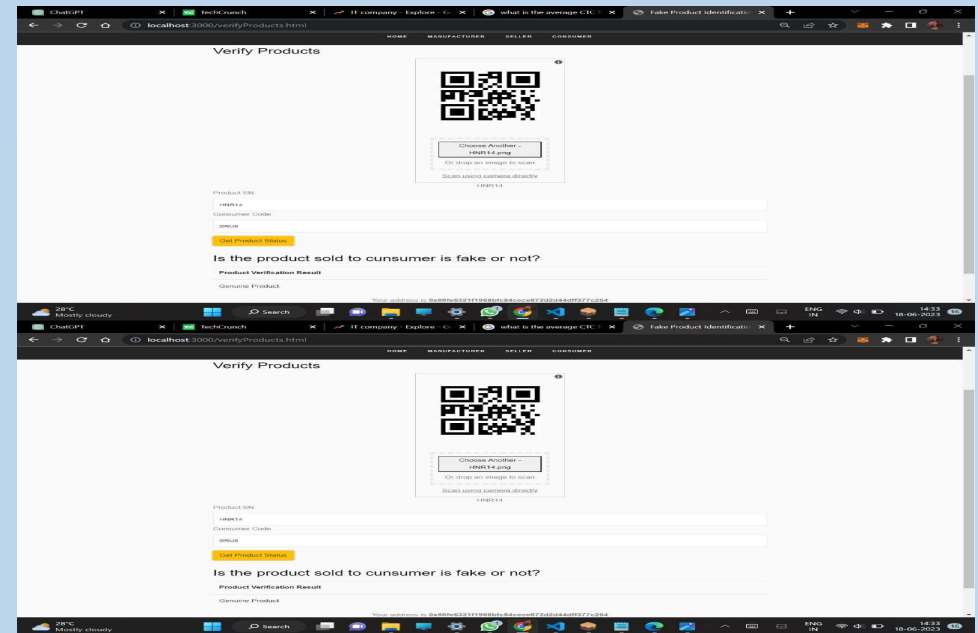 ChatGPT
TechCrunch
IT company - Explore - G
what is the average CTC
Fake Product Identificatio
localhost:3000/verifyProducts.html
HOME MANUFACTURER SELLER CONSUMER
Verify Products
Choose Another -
HNR14.png
Or drop an image to scan
Scan using camera directly
HNR14
Product SN:
HNR14
Consumer Code
Get Product Status
Is the product sold to cunsumer is fake or not?
Product Verification Result
Genuine Product
Your address is
28°C
Mostly cloudy
Search
ENG
IN
14:33
18-06-2023
ChatGPT
TechCrunch
IT company - Explore - G
what is the average CTC
Fake Product Identificatio
localhost:3000/verifyProducts.html
HOME MANUFACTURER SELLER CONSUMER
Verify Products
Choose Another -
HNR14.png
Or drop an image to scan
Scan using camera directly
HNR14
Product SN:
HNR14
Consumer Code
Get Product Status
Is the product sold to cunsumer is fake or not?
Product Verification Result
Genuine Product
Your address is
28°C
Mostly cloudy
Search
ENG
IN
14:33
18-06-2023